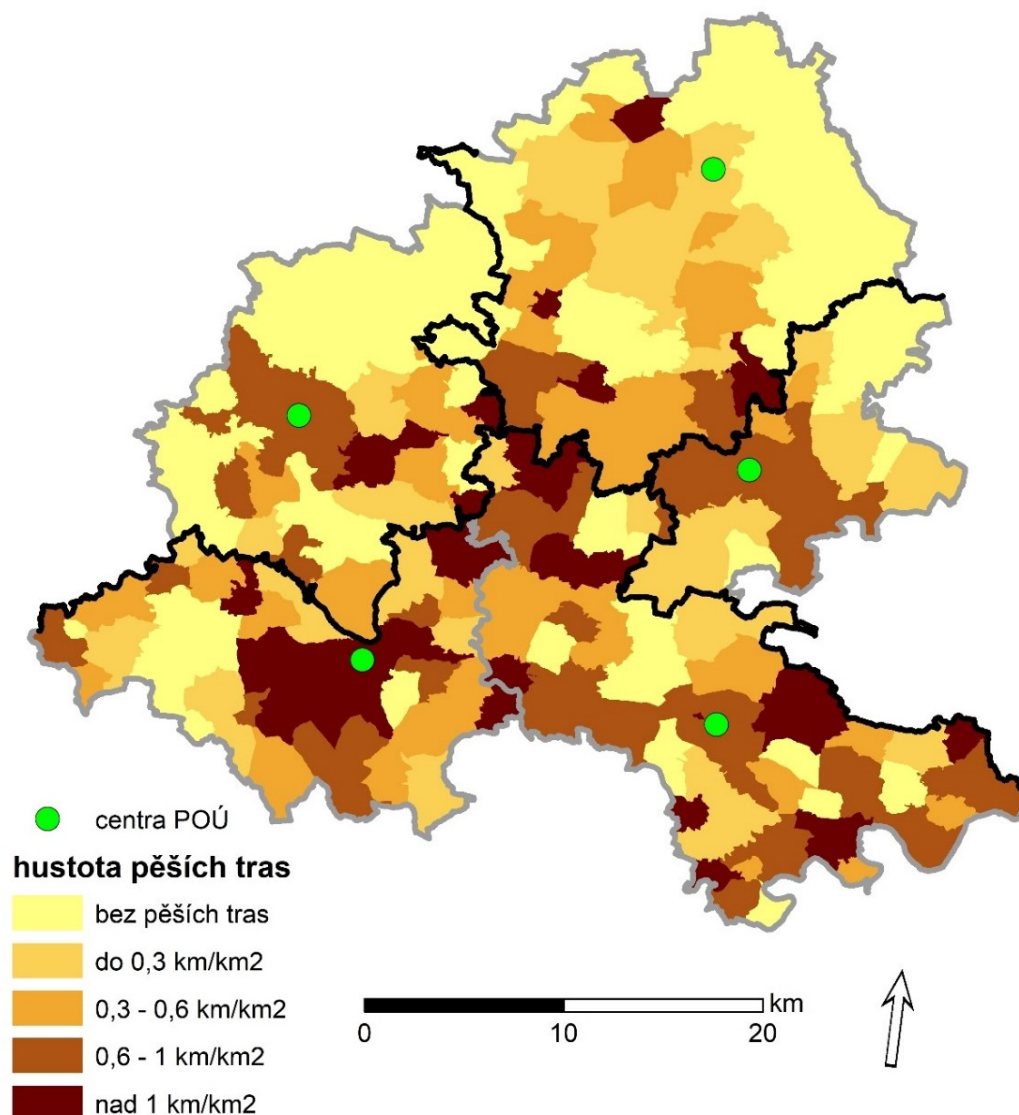 centra POÚ
hustota pěších tras
bez pěších tras
do 0,3 km/km2
0,3 - 0,6 km/km2
0,6 - 1 km/km2
nad 1 km/km2
km
0 10 20